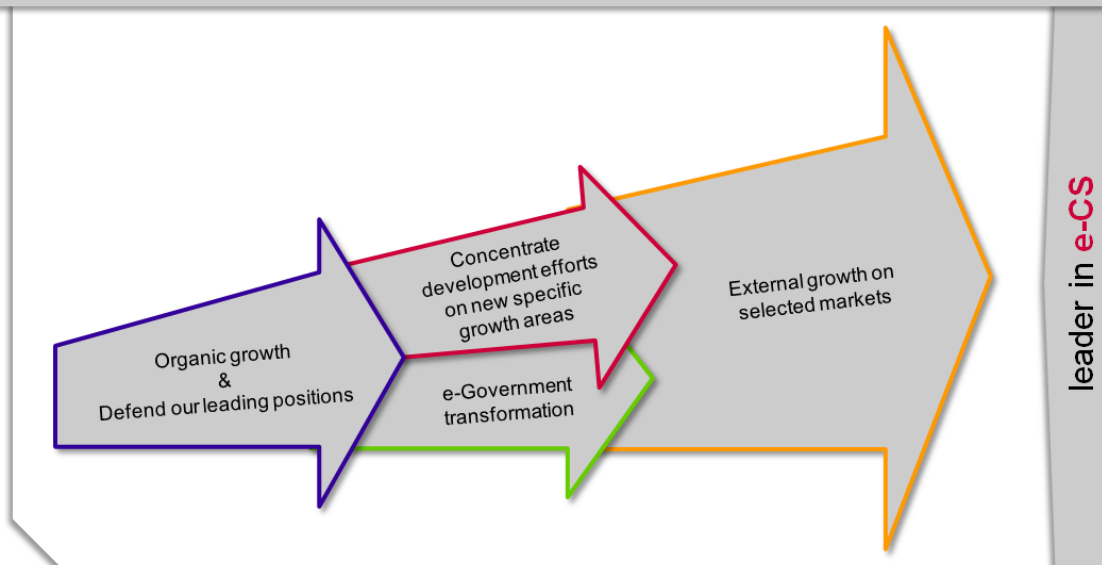 Organic growth
&
Defend our leading positions
Concentrate
development efforts
on new specific
growth areas
e-Government
transformation
External growth on
selected markets
leader in e-CS